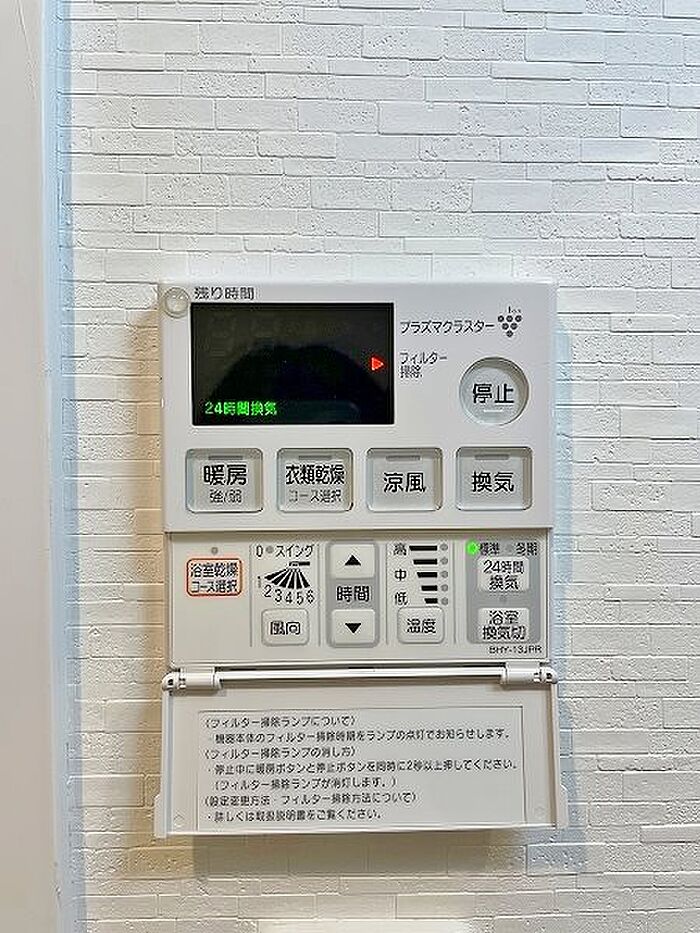 残り時間
プラズマクラスター
ion
フィルター
掃除
24時間換気
停止
暖房
強/弱
衣類乾燥
コース選択
涼風
換気
浴室乾燥
コース選択
0 スイング
1 2 3 4 5 6
風向
▲
時間
▼
高
中
低
温度
標準 冬期
24時間
換気
浴室
換気切
BHY-13JPR
〈フィルター掃除ランプについて〉
・機器本体のフィルター掃除時期をランプの点灯でお知らせします。
〈フィルター掃除ランプの消し方〉
・停止中に暖房ボタンと停止ボタンを同時に2秒以上押してください。
（フィルター掃除ランプが消灯します。）
〈設定変更方法・フィルター掃除方法について〉
・詳しくは取扱説明書をご覧ください。